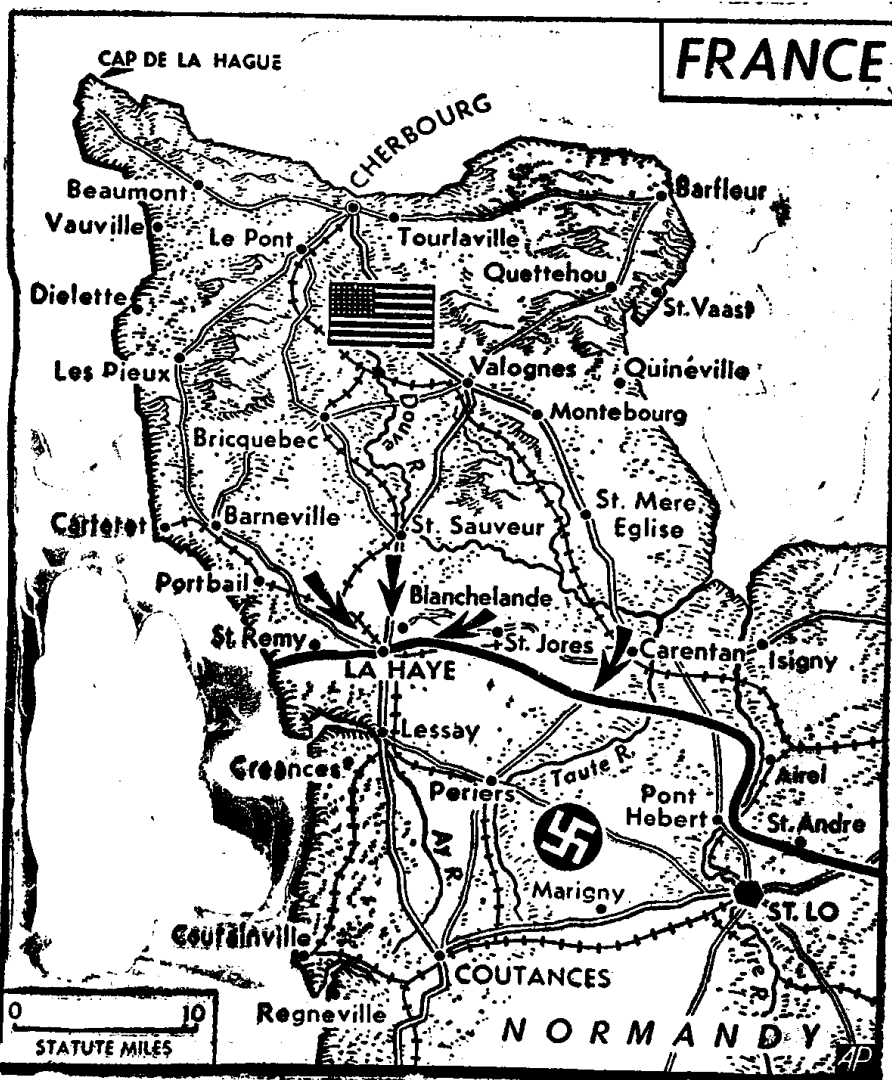 FRANCE
CAP DE LA HAGUE
CHERBOURG
Beaumont
Barfleur
Vauville
Le Pont
Tourlaville
Quettehou
Dielette
St. Vaast
Les Pieux
Valognes
Quinéville
Montebourg
Bricquebec
Douve
R.
St. Mere
Eglise
Carteret
Barneville
St. Sauveur
Portbail
Blanchelande
St. Remy
St. Jores
Carentan
Isigny
LA HAYE
Lessay
Creances
Periers
Taute R.
Airel
Pont
Hebert
St. Andre
Ay R.
Marigny
ST. LO
Coutainville
Vire R.
COUTANCES
Regneville
0 10
STATUTE MILES
NORMANDY
AP